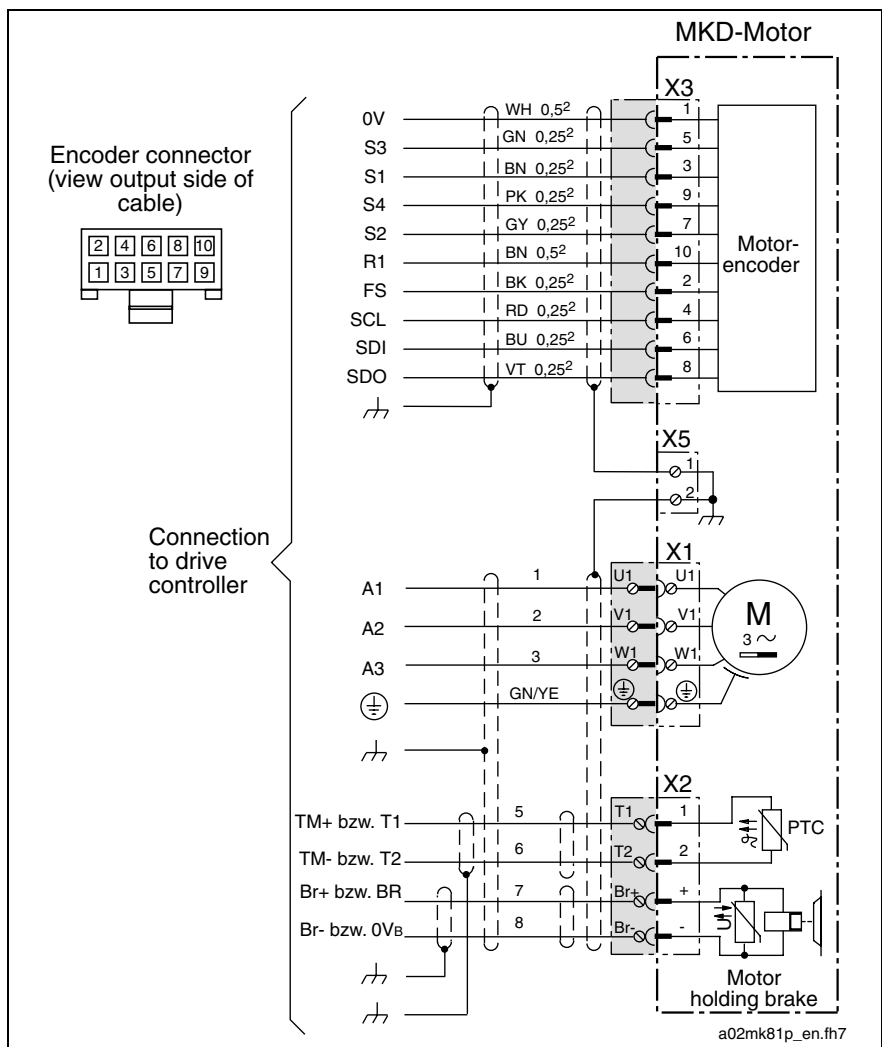 MKD-Motor
X3
0V WH 0,5² 1
S3 GN 0,25² 5
S1 BN 0,25² 3
S4 PK 0,25² 9
S2 GY 0,25² 7
R1 BN 0,5² 10
FS BK 0,25² 2
SCL RD 0,25² 4
SDI BU 0,25² 6
SDO VT 0,25² 8
Motor-
encoder
Encoder connector
(view output side of
cable)
2 4 6 8 10
1 3 5 7 9
X5
1
2
Connection
to drive
controller
X1
A1 1 U1 U1
A2 2 V1 V1
A3 3 W1 W1
GN/YE
M
3 ~
X2
TM+ bzw. T1 5 T1 1
TM- bzw. T2 6 T2 2
PTC
Br+ bzw. BR 7 Br+ +
Br- bzw. 0VB 8 Br- -
U
Motor
holding brake
a02mk81p_en.fh7